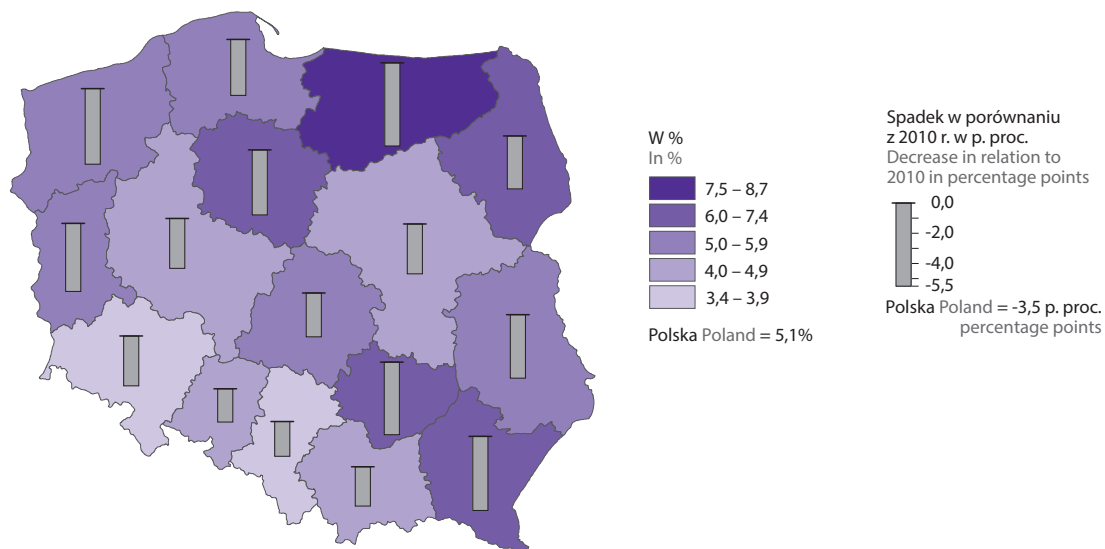 W %
In %
7,5 – 8,7
6,0 – 7,4
5,0 – 5,9
4,0 – 4,9
3,4 – 3,9
Polska Poland = 5,1%
Spadek w porównaniu
z 2010 r. w p. proc.
Decrease in relation to
2010 in percentage points
0,0
-2,0
-4,0
-5,5
Polska Poland = -3,5 p. proc.
percentage points